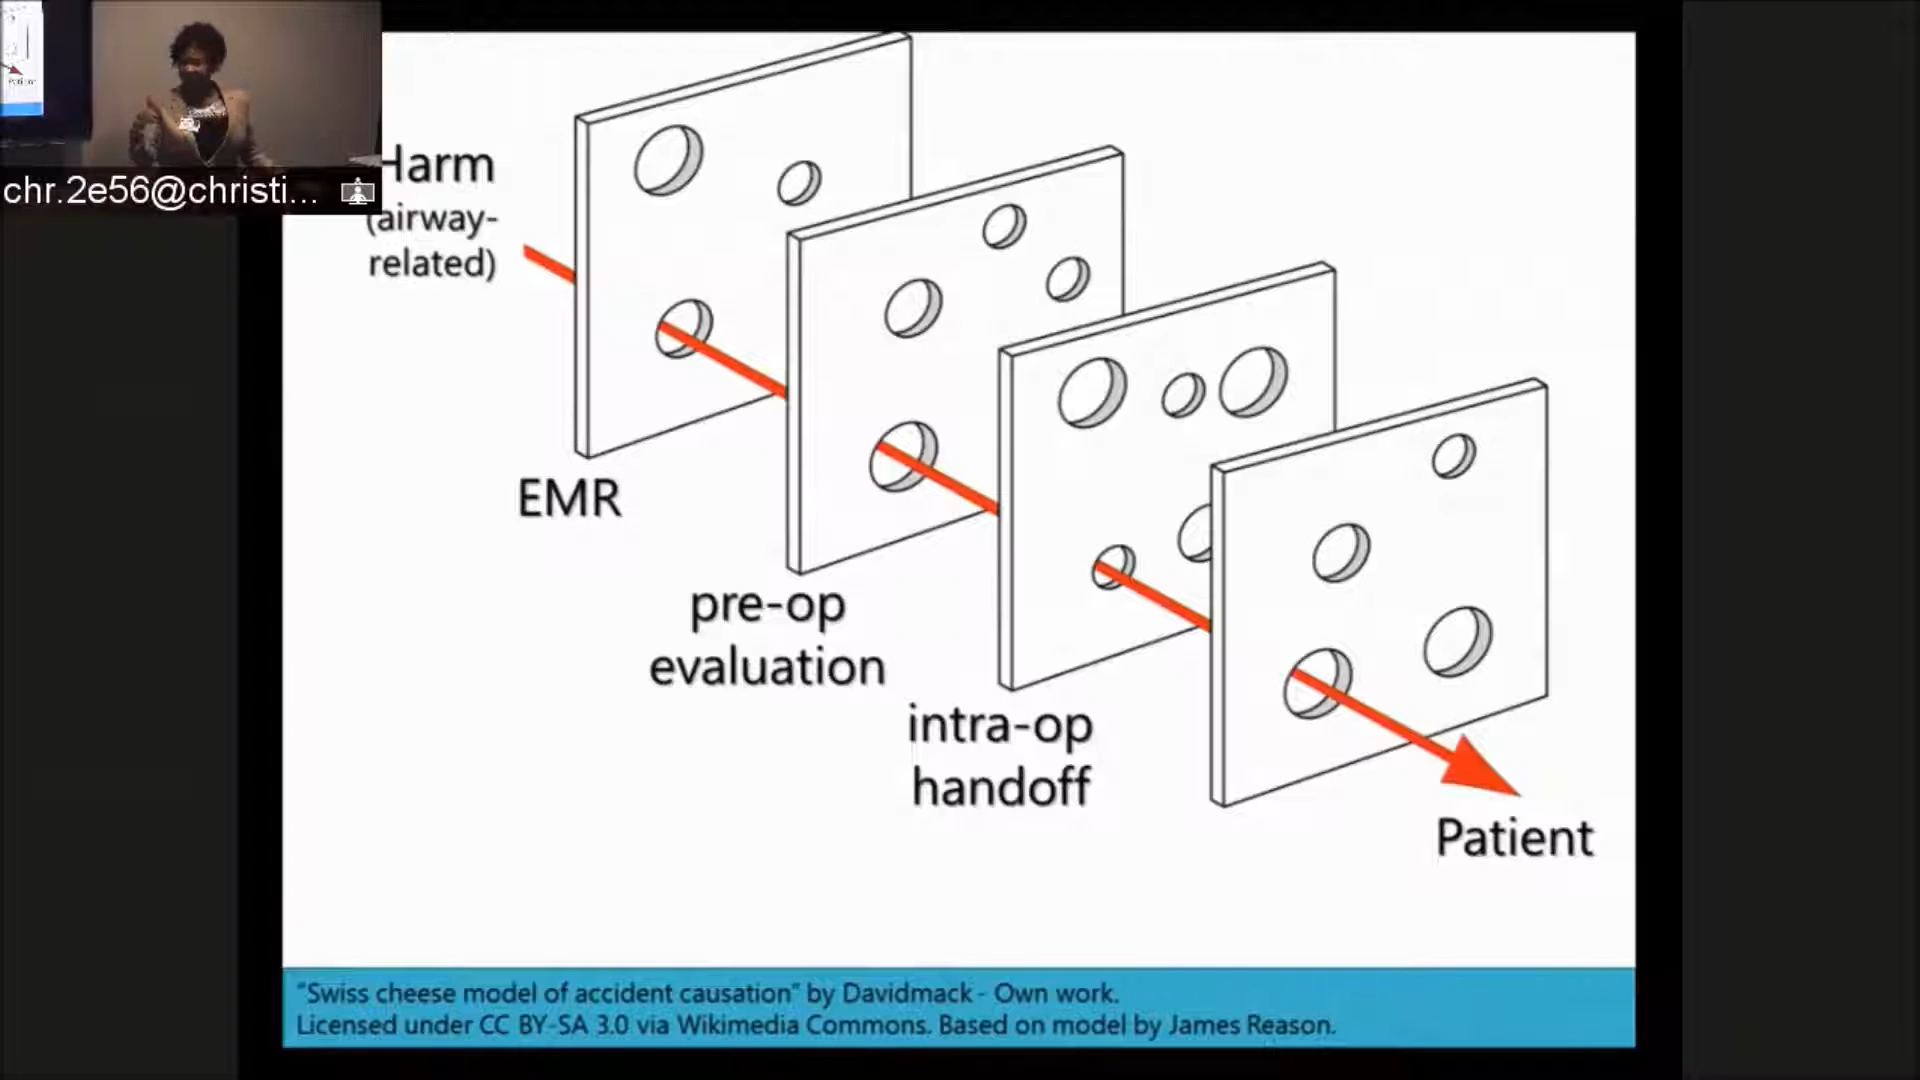 Patient
chr.2e56@christi...
Harm
(airway-
related)
EMR
pre-op
evaluation
intra-op
handoff
Patient
“Swiss cheese model of accident causation” by Davidmack - Own work.
Licensed under CC BY-SA 3.0 via Wikimedia Commons. Based on model by James Reason.